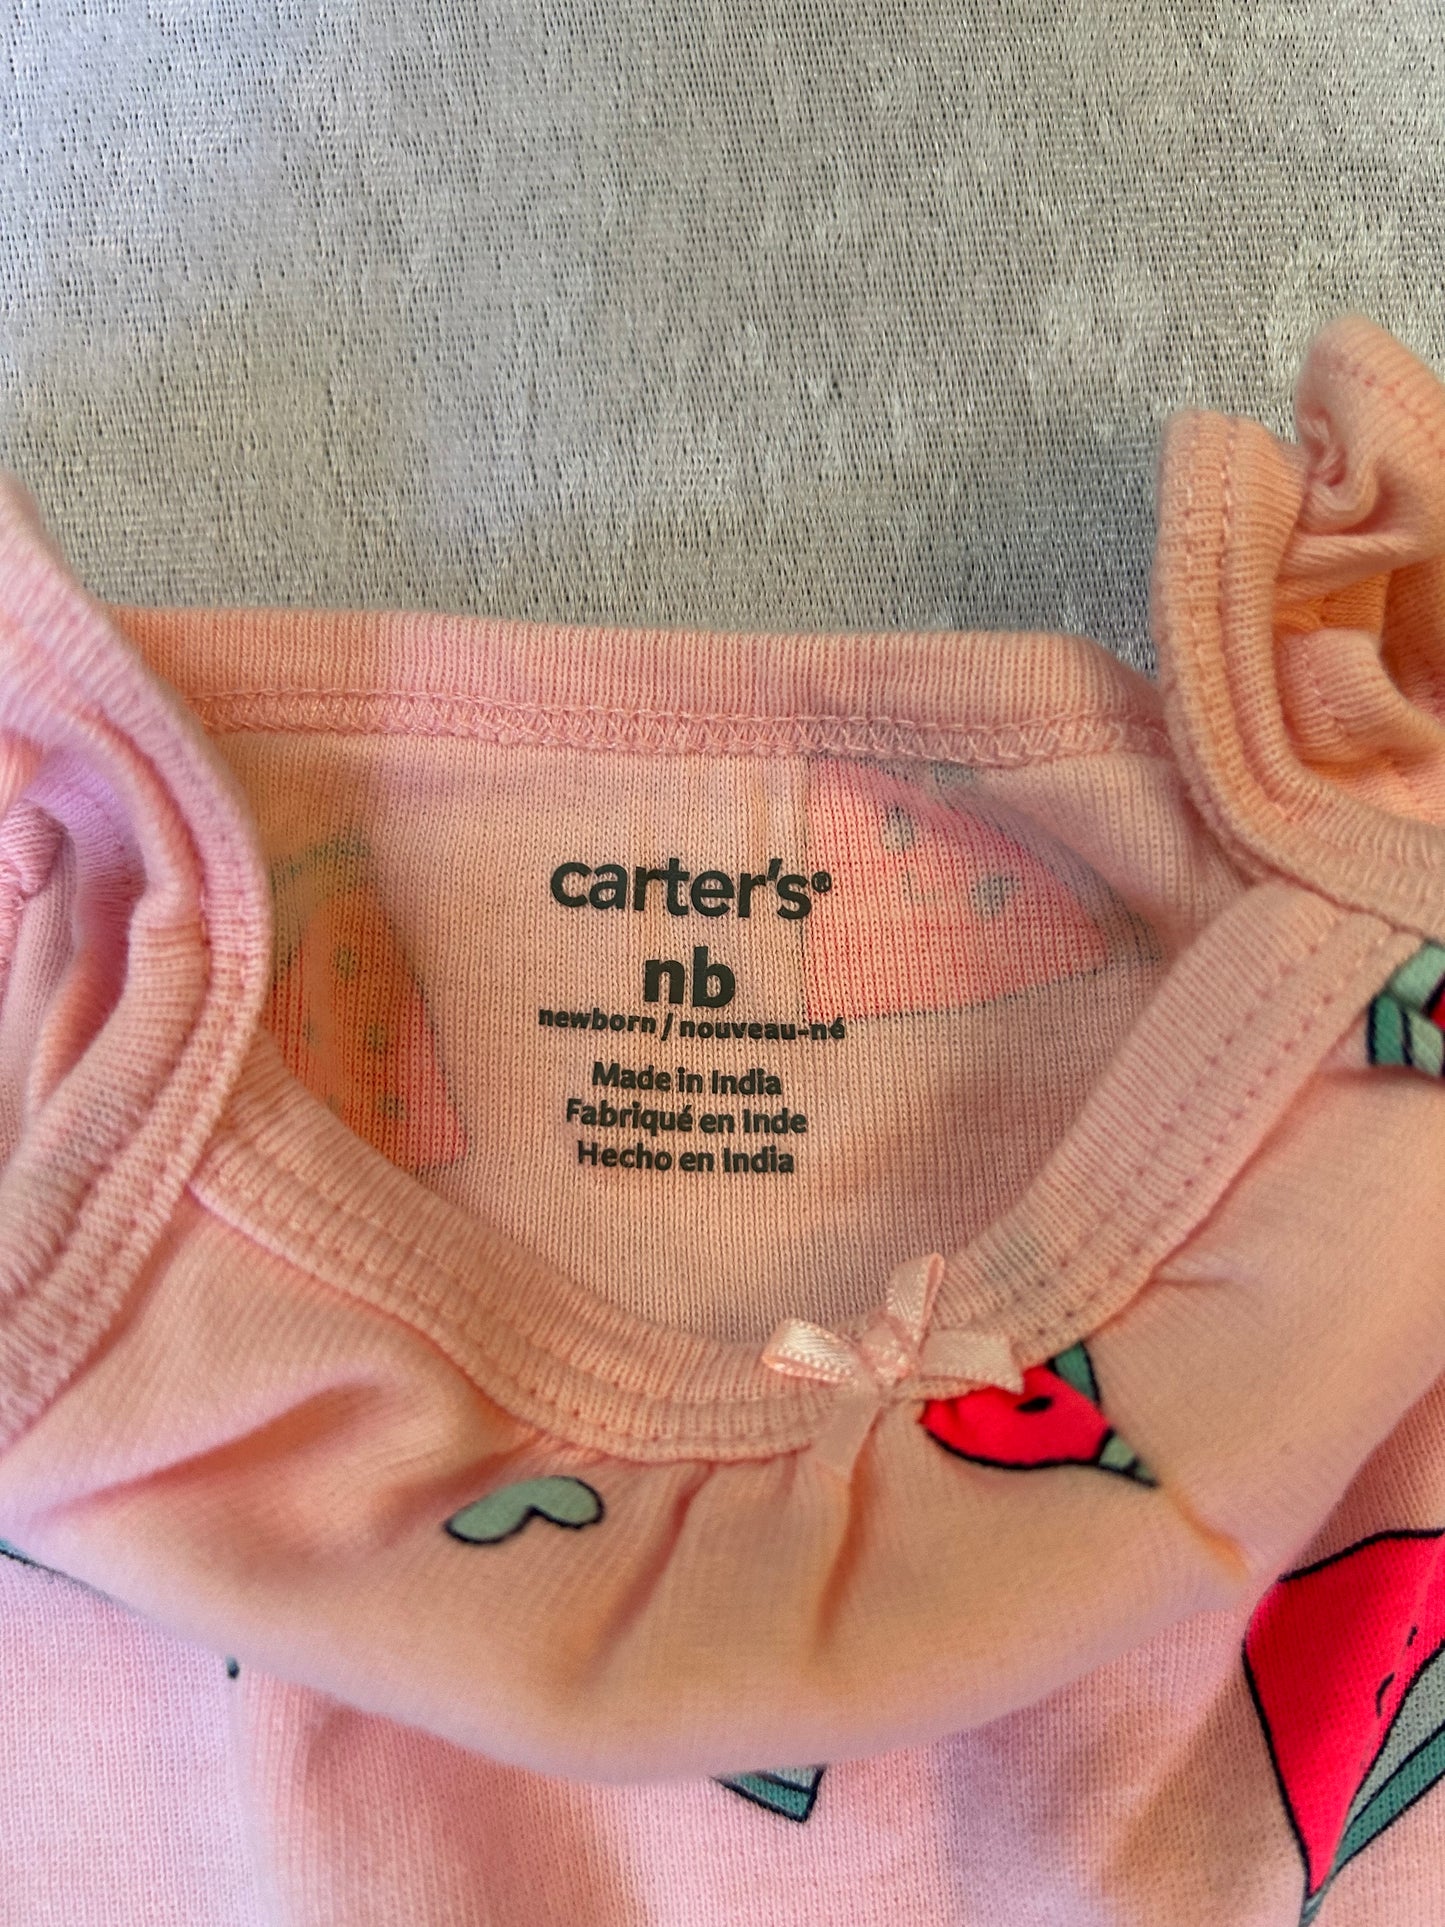 carter's®
nb
newborn / nouveau-né
Made in India
Fabriqué en Inde
Hecho en India